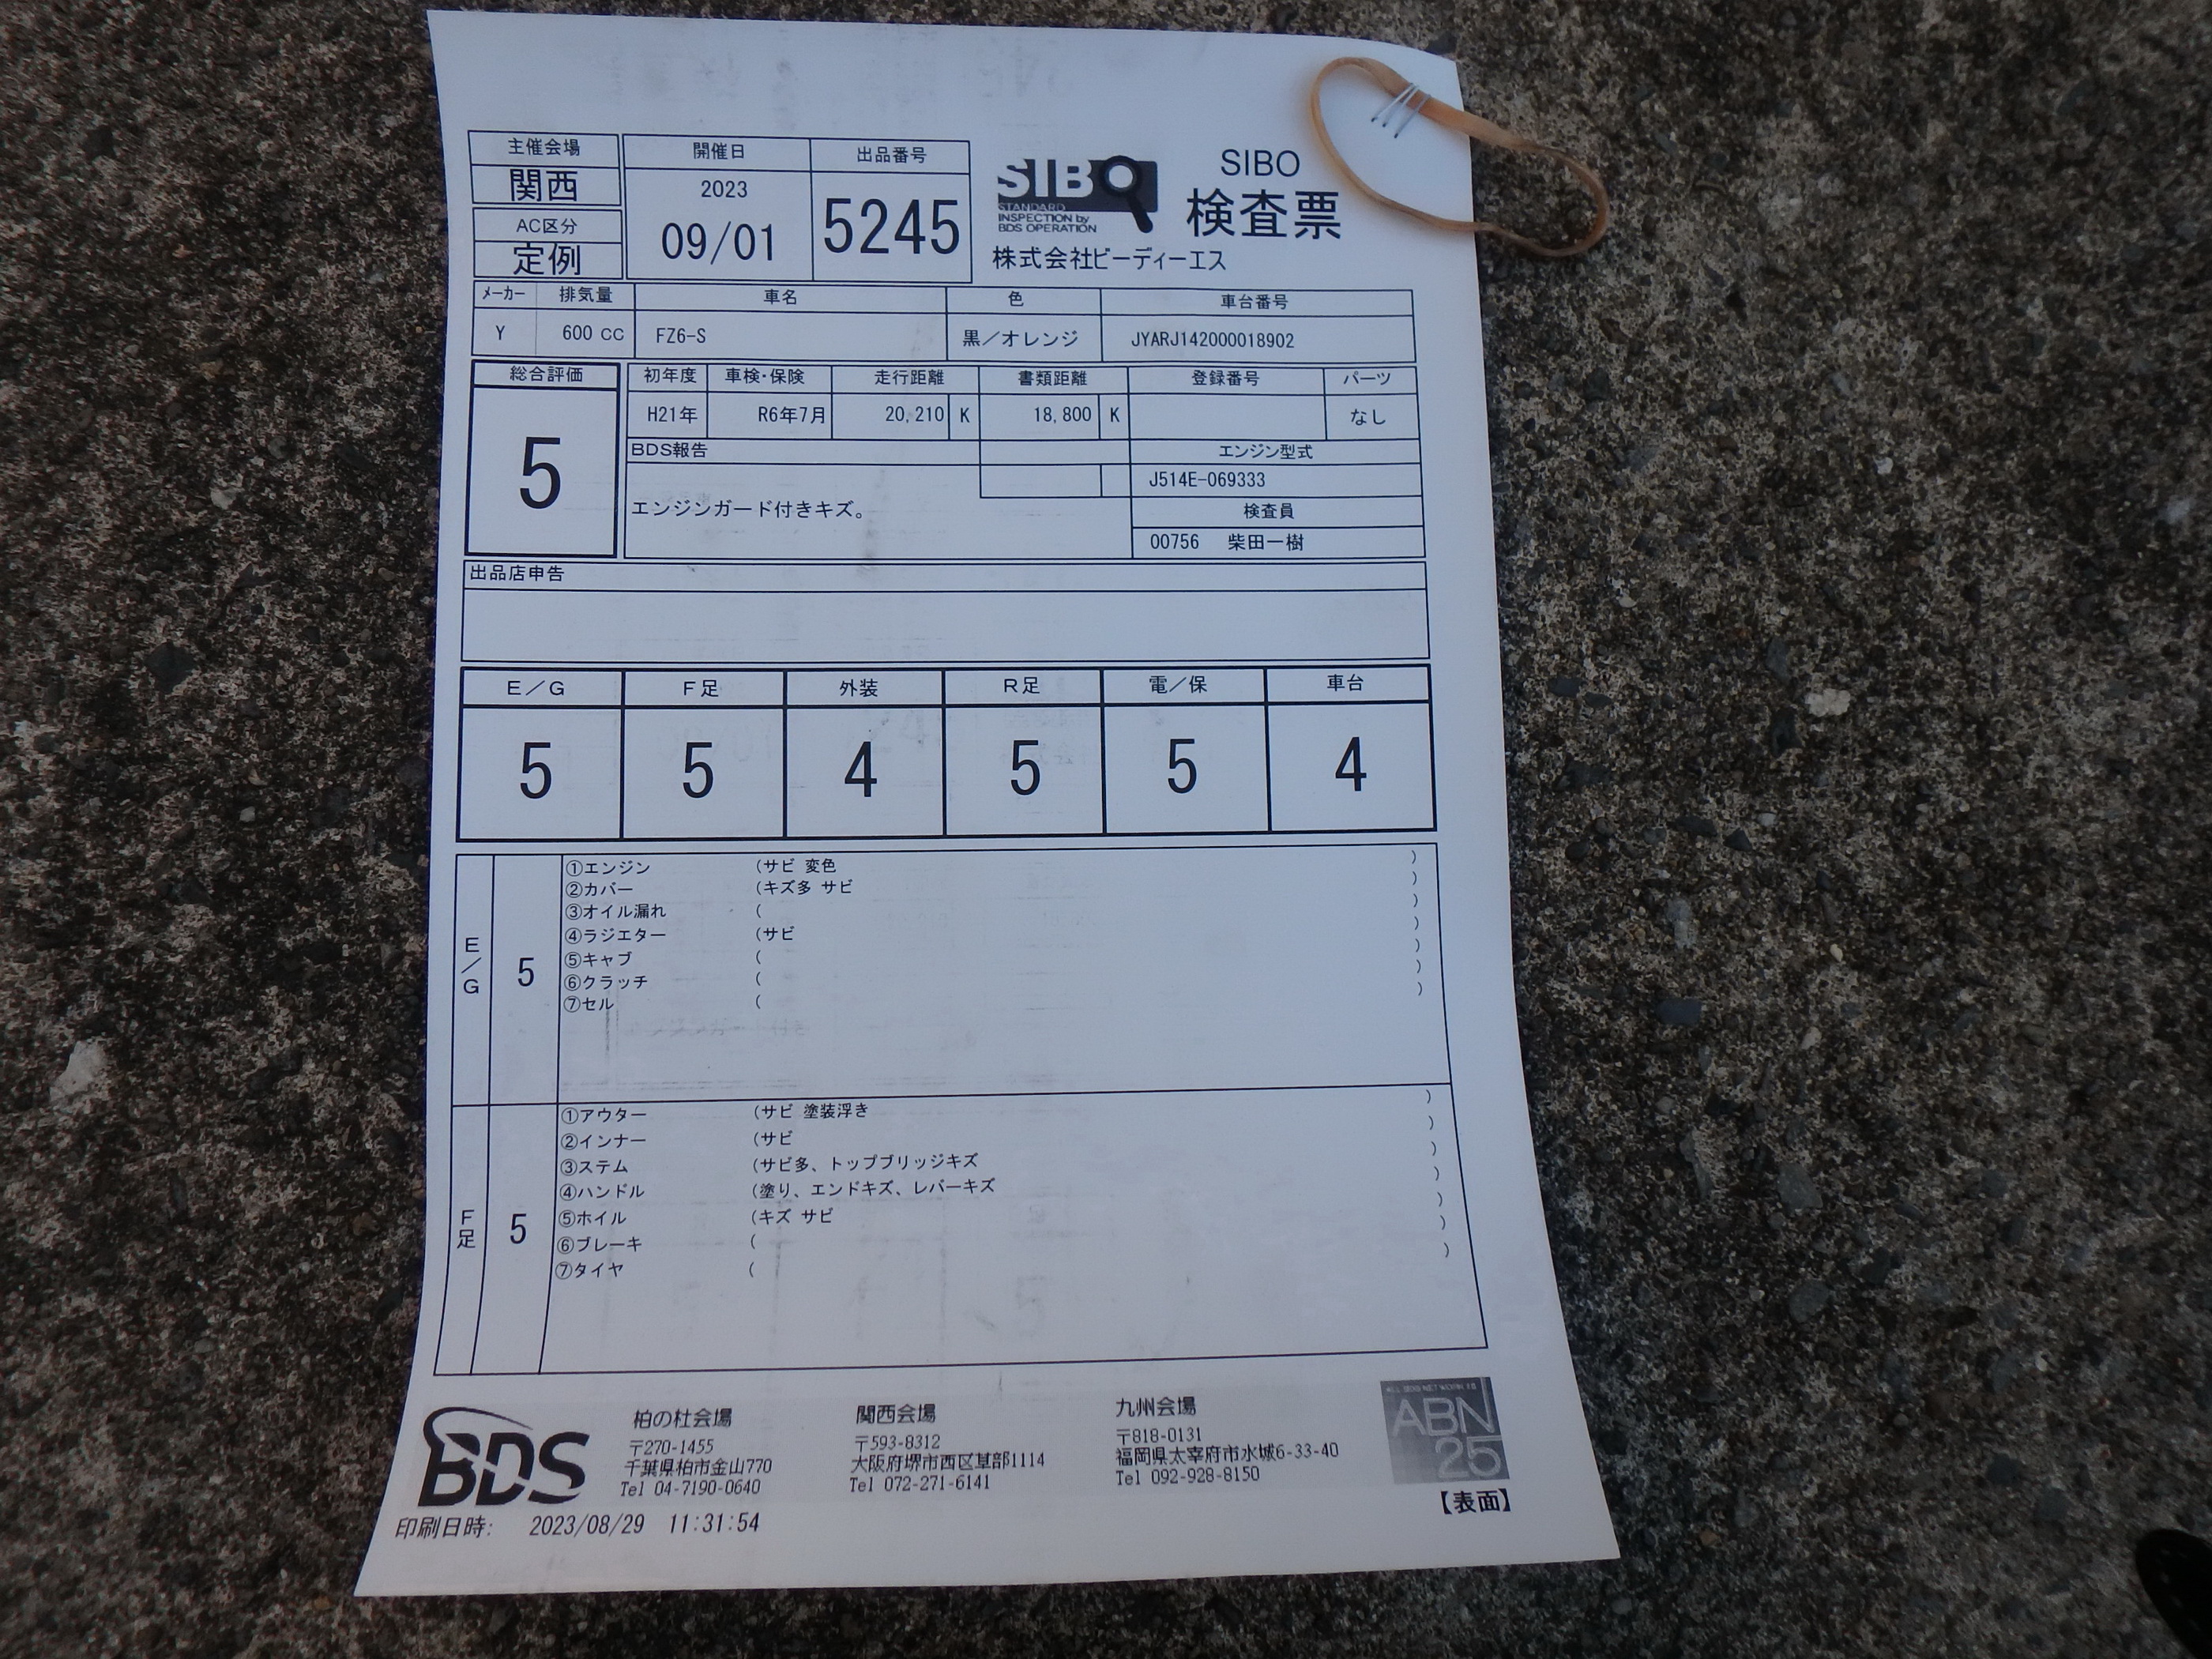 主催会場 開催日 出品番号
関西 2023 09/01 5245
AC区分
定例
SIBO
STANDARD
INSPECTION by
BDS OPERATION
SIBO
検査票
株式会社ビーディーエス
メーカー 排気量 車名 色 車台番号
Y 600 CC FZ6-S 黒／オレンジ JYARJ142000018902
総合評価 初年度 車検・保険 走行距離 書類距離 登録番号 パーツ
5 H21年 R6年7月 20,210 K 18,800 K なし
BDS報告 エンジン型式
J514E-069333
エンジンガード付きキズ。 検査員
00756 柴田一樹
出品店申告
E／G F足 外装 R足 電／保 車台
5 5 4 5 5 4
E／G 5
①エンジン (サビ 変色 )
②カバー (キズ多 サビ )
③オイル漏れ ( )
④ラジエター (サビ )
⑤キャブ ( )
⑥クラッチ ( )
⑦セル ( )
F足 5
①アウター (サビ 塗装浮き )
②インナー (サビ )
③ステム (サビ多、トップブリッジキズ )
④ハンドル (塗り、エンドキズ、レバーキズ )
⑤ホイル (キズ サビ )
⑥ブレーキ ( )
⑦タイヤ ( )
BDS
柏の杜会場
〒270-1455
千葉県柏市金山770
Tel 04-7190-0640
関西会場
〒593-8312
大阪府堺市西区草部1114
Tel 072-271-6141
九州会場
〒818-0131
福岡県太宰府市水城6-33-40
Tel 092-928-8150
ABN
25
【表面】
印刷日時: 2023/08/29 11:31:54